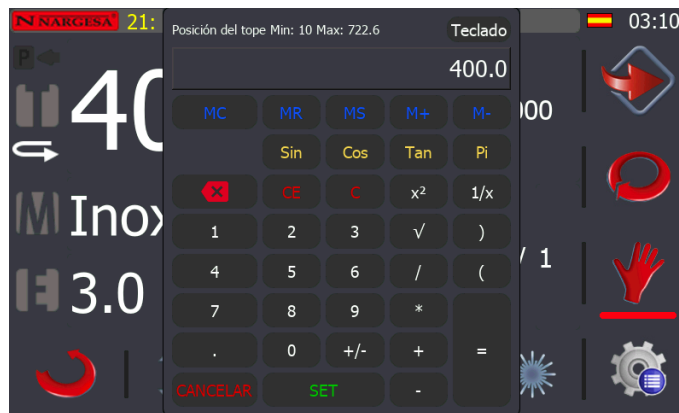 NARGESA 21:
Posición del tope Min: 10 Max: 722.6 Teclado
03:10
P
400.0
40
MC MR MS M+ M-
000
Sin Cos Tan Pi
CE C x² 1/x
Inox
1 2 3 √ )
4 5 6 / (
/ 1
3.0
7 8 9 *
. 0 +/- + =
CANCELAR SET -